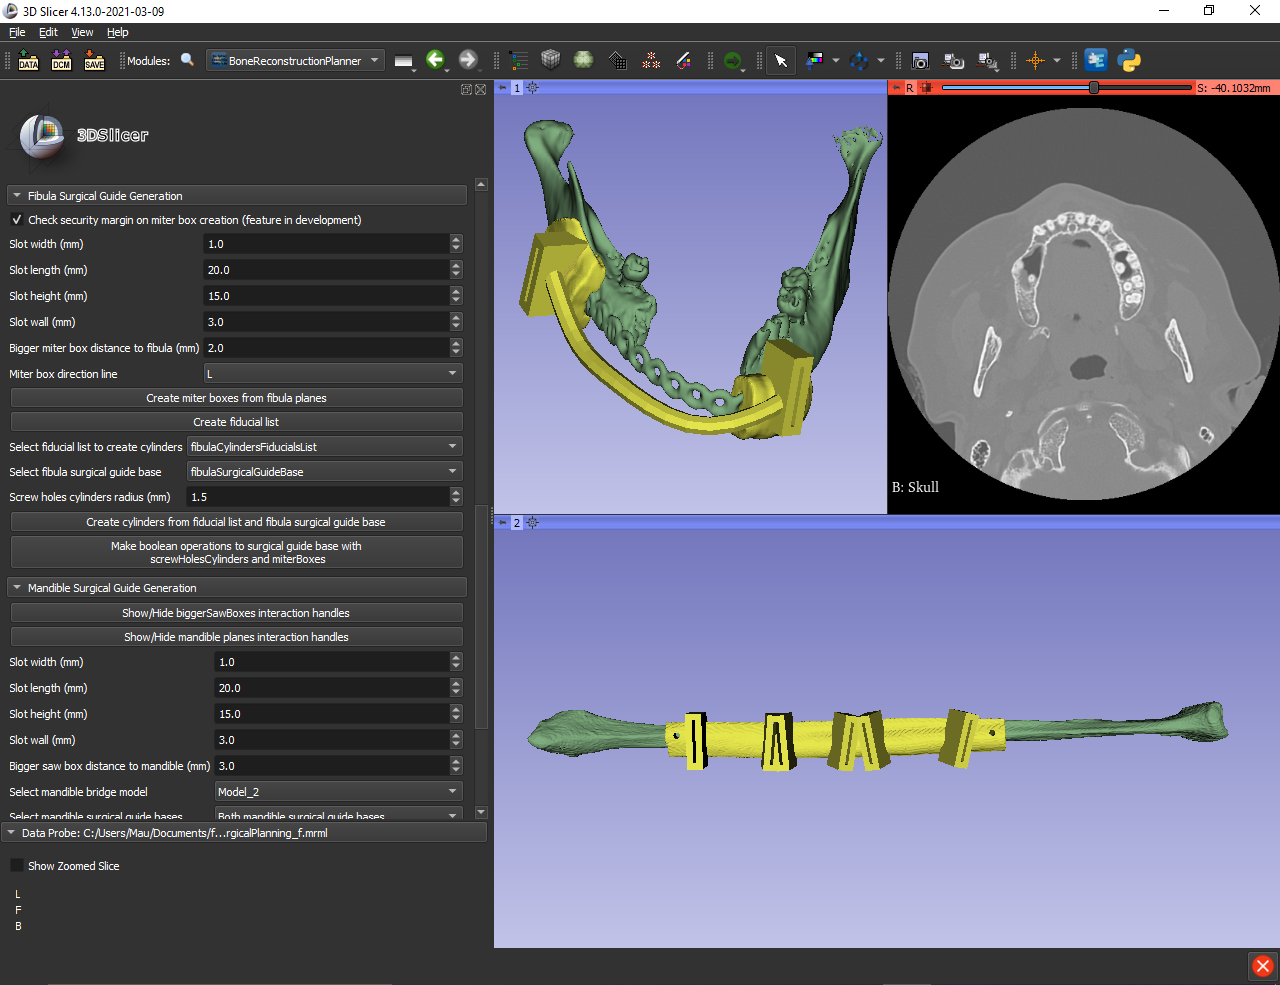 3D Slicer 4.13.0-2021-03-09
File Edit View Help
DATA DCM SAVE Modules: BoneReconstructionPlanner
3DSlicer
Fibula Surgical Guide Generation
Check security margin on miter box creation (feature in development)
Slot width (mm) 1.0
Slot length (mm) 20.0
Slot height (mm) 15.0
Slot wall (mm) 3.0
Bigger miter box distance to fibula (mm) 2.0
Miter box direction line L
Create miter boxes from fibula planes
Create fiducial list
Select fiducial list to create cylinders fibulaCylindersFiducialsList
Select fibula surgical guide base fibulaSurgicalGuideBase
Screw holes cylinders radius (mm) 1.5
Create cylinders from fiducial list and fibula surgical guide base
Make boolean operations to surgical guide base with
screwHolesCylinders and miterBoxes
Mandible Surgical Guide Generation
Show/Hide biggerSawBoxes interaction handles
Show/Hide mandible planes interaction handles
Slot width (mm) 1.0
Slot length (mm) 20.0
Slot height (mm) 15.0
Slot wall (mm) 3.0
Bigger saw box distance to mandible (mm) 3.0
Select mandible bridge model Model_2
Select mandible surgical guide bases Both mandible surgical guide bases
Data Probe: C:/Users/Mau/Documents/f...rgicalPlanning_f.mrml
Show Zoomed Slice
L
F
B
1
R S: -40.1032mm
B: Skull
2